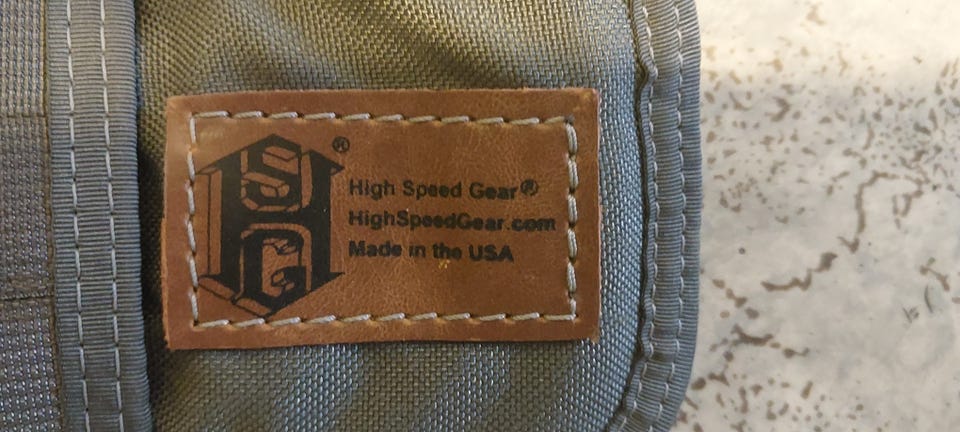 HSG®
High Speed Gear®
HighSpeedGear.com
Made in the USA